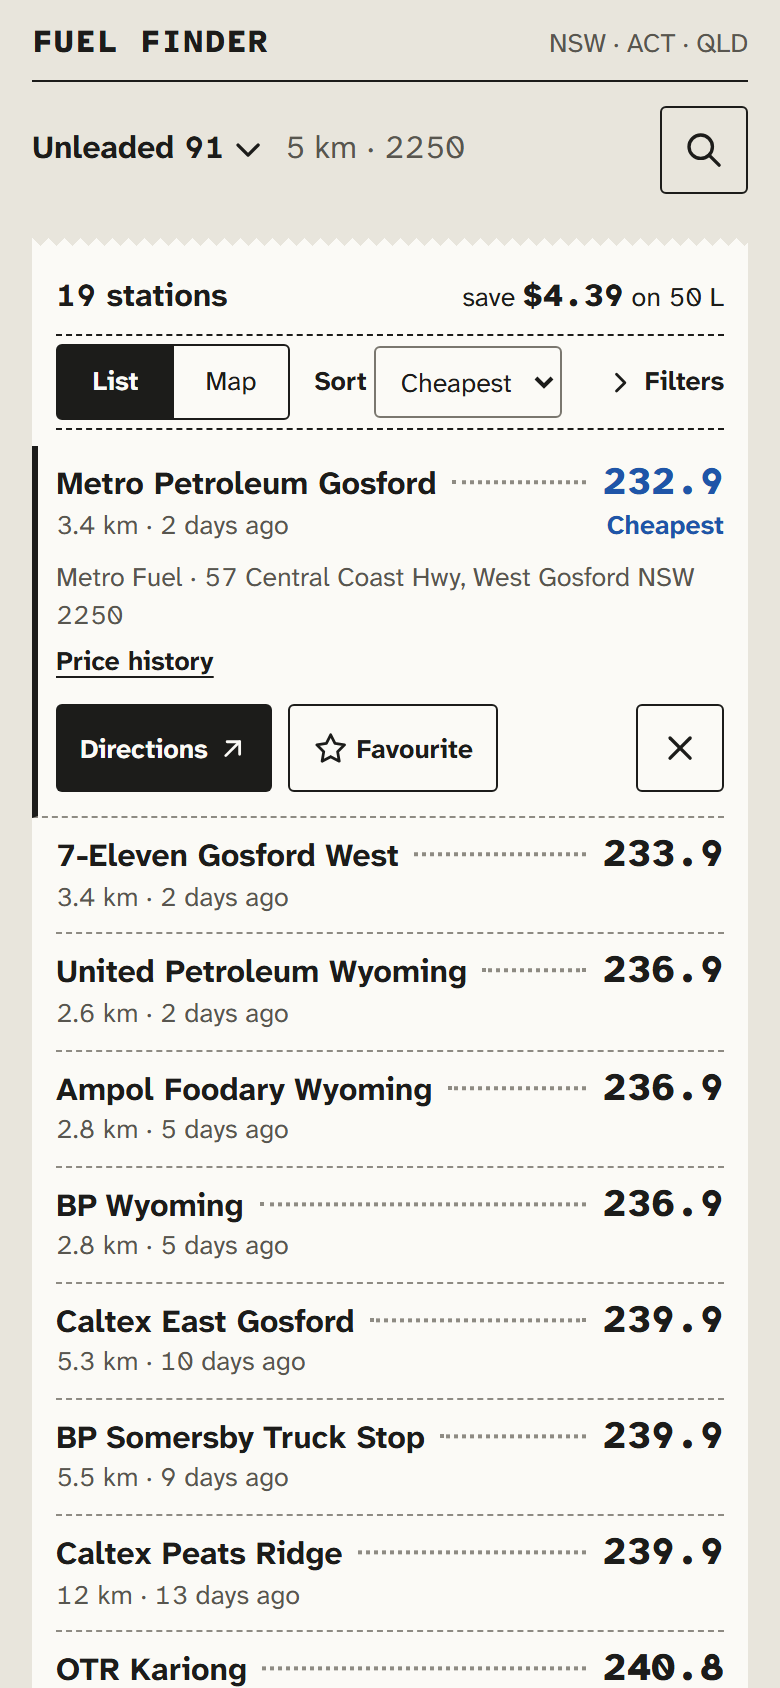 FUEL FINDER NSW · ACT · QLD
Unleaded 91 5 km · 2250
19 stations save $4.39 on 50 L
List Map Sort Cheapest Filters
Metro Petroleum Gosford 232.9
3.4 km · 2 days ago Cheapest
Metro Fuel · 57 Central Coast Hwy, West Gosford NSW
2250
Price history
Directions Favourite
7-Eleven Gosford West 233.9
3.4 km · 2 days ago
United Petroleum Wyoming 236.9
2.6 km · 2 days ago
Ampol Foodary Wyoming 236.9
2.8 km · 5 days ago
BP Wyoming 236.9
2.8 km · 5 days ago
Caltex East Gosford 239.9
5.3 km · 10 days ago
BP Somersby Truck Stop 239.9
5.5 km · 9 days ago
Caltex Peats Ridge 239.9
12 km · 13 days ago
OTR Kariong 240.8